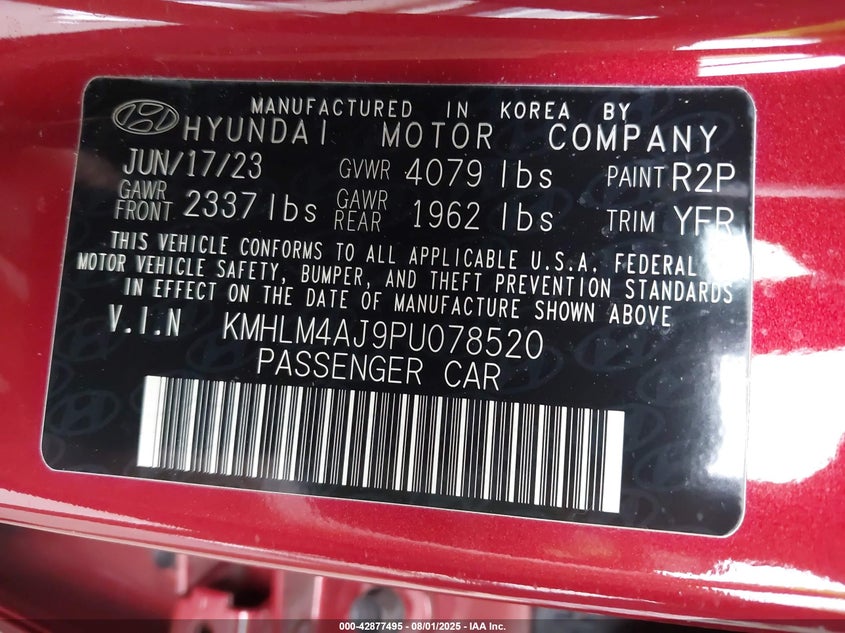 MANUFACTURED IN KOREA BY
HYUNDAI MOTOR COMPANY
JUN/17/23 GVWR 4079 lbs PAINT R2P
GAWR FRONT 2337 lbs GAWR REAR 1962 lbs TRIM YFR
THIS VEHICLE CONFORMS TO ALL APPLICABLE U.S.A. FEDERAL
MOTOR VEHICLE SAFETY, BUMPER, AND THEFT PREVENTION STANDARDS
IN EFFECT ON THE DATE OF MANUFACTURE SHOWN ABOVE
V.I.N KMHLM4AJ9PU078520
PASSENGER CAR
000-42877495 - 08/01/2025 - IAA Inc.